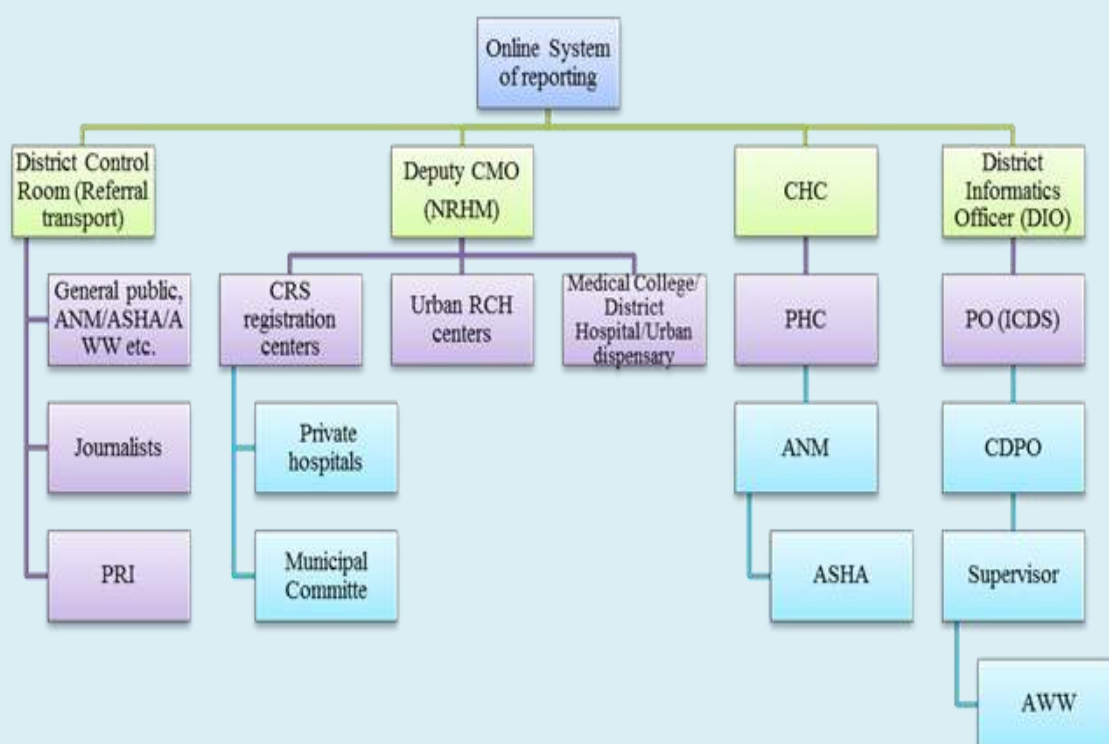 Online System
of reporting
District Control
Room (Referral
transport)
Deputy CMO
(NRHM)
CHC
District
Informatics
Officer (DIO)
General public,
ANM/ASHA/A
WW etc.
CRS
registration
centers
Urban RCH
centers
Medical College/
District
Hospital/Urban
dispensary
PHC
PO (ICDS)
Journalists
Private
hospitals
ANM
CDPO
PRI
Municipal
Committe
ASHA
Supervisor
AWW